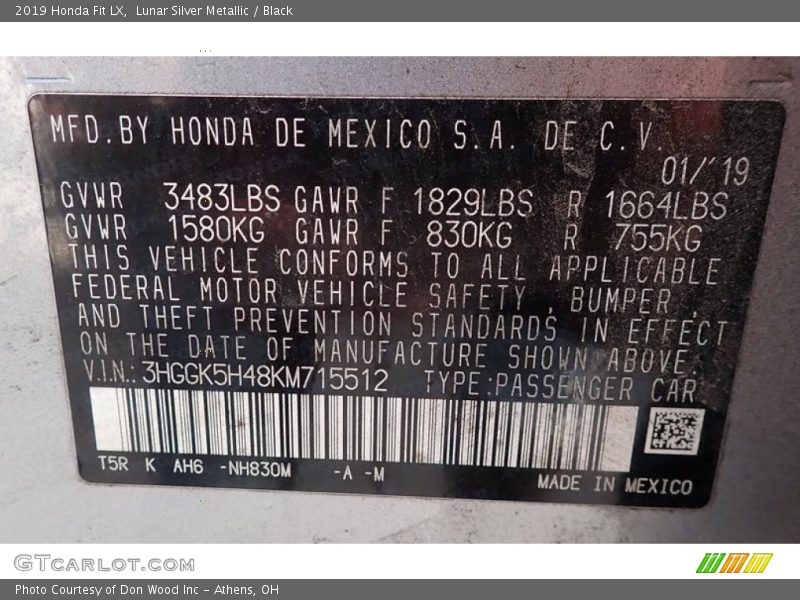 2019 Honda Fit LX, Lunar Silver Metallic / Black
MFD. BY HONDA DE MEXICO S.A. DE C.V.
01/'19
GVWR 3483LBS GAWR F 1829LBS R 1664LBS
GVWR 1580KG GAWR F 830KG R 755KG
THIS VEHICLE CONFORMS TO ALL APPLICABLE
FEDERAL MOTOR VEHICLE SAFETY, BUMPER,
AND THEFT PREVENTION STANDARDS IN EFFECT
ON THE DATE OF MANUFACTURE SHOWN ABOVE.
V.I.N.: 3HGGK5H48KM715512 TYPE:PASSENGER CAR
T5R K AH6 -NH830M -A -M
MADE IN MEXICO
GTCARLOT.COM
Photo Courtesy of Don Wood Inc - Athens, OH